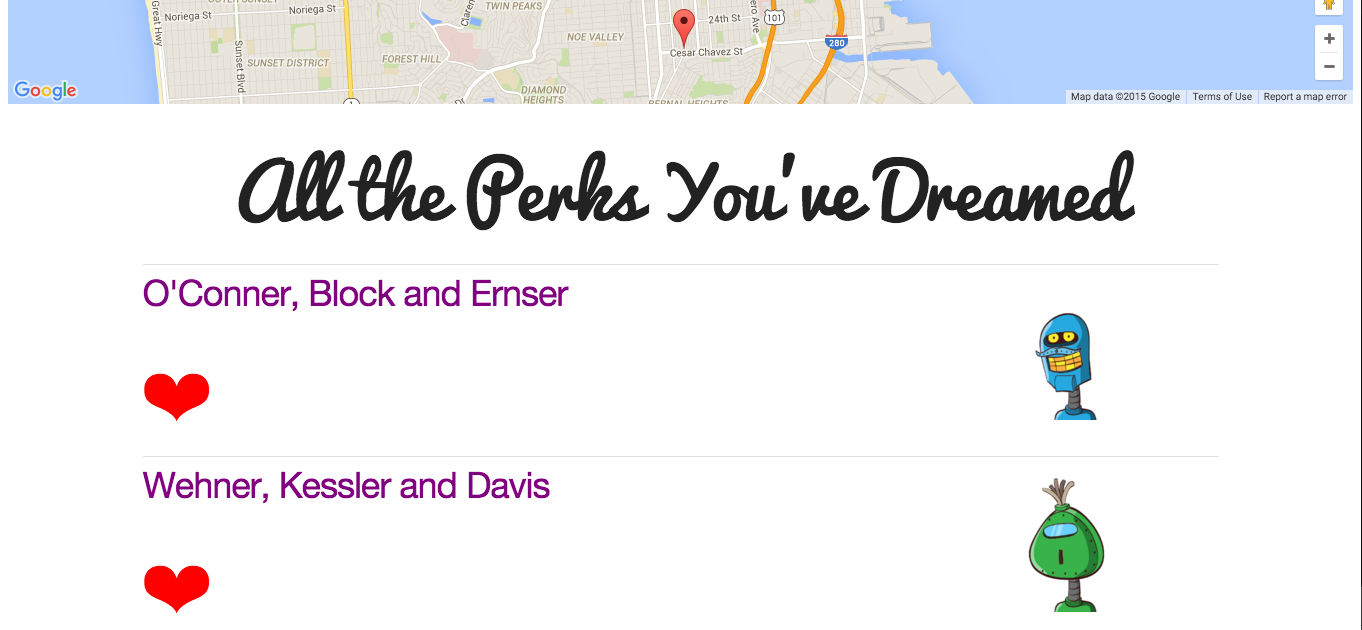 Noriega St
Noriega St
Great Hwy
TWIN PEAKS
24th St
101
NOE VALLEY
280
Cesar Chavez St
Sunset Blvd
SUNSET DISTRICT
FOREST HILL
+
−
Google
1
DIAMOND
HEIGHTS
BERNAL HEIGHTS
Map data ©2015 Google Terms of Use Report a map error
All the Perks You've Dreamed
O'Conner, Block and Ernser
Wehner, Kessler and Davis